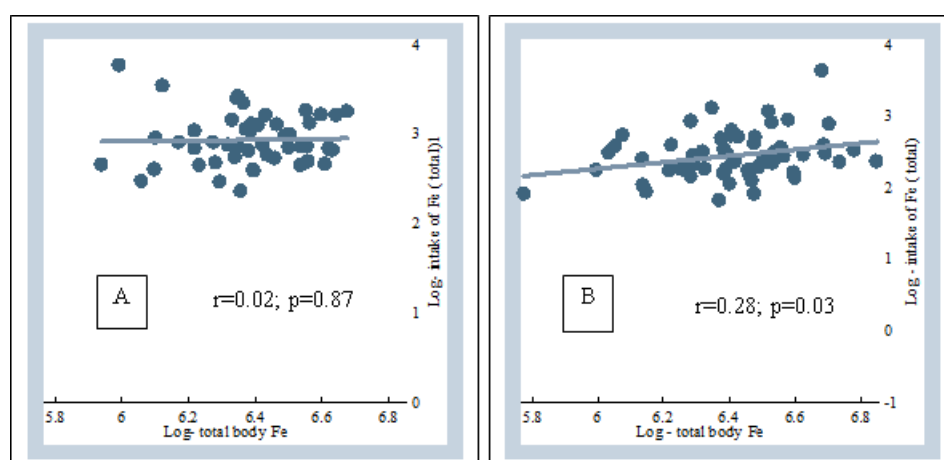 4
3
2
1
0
Log- intake of Fe ( total)1
A
r=0.02; p=0.87
5.8 6 6.2 6.4 6.6 6.8
Log- total body Fe
4
3
2
1
0
-1
Log - intake of Fe (total)
B
r=0.28; p=0.03
5.8 6 6.2 6.4 6.6 6.8
Log - total body Fe